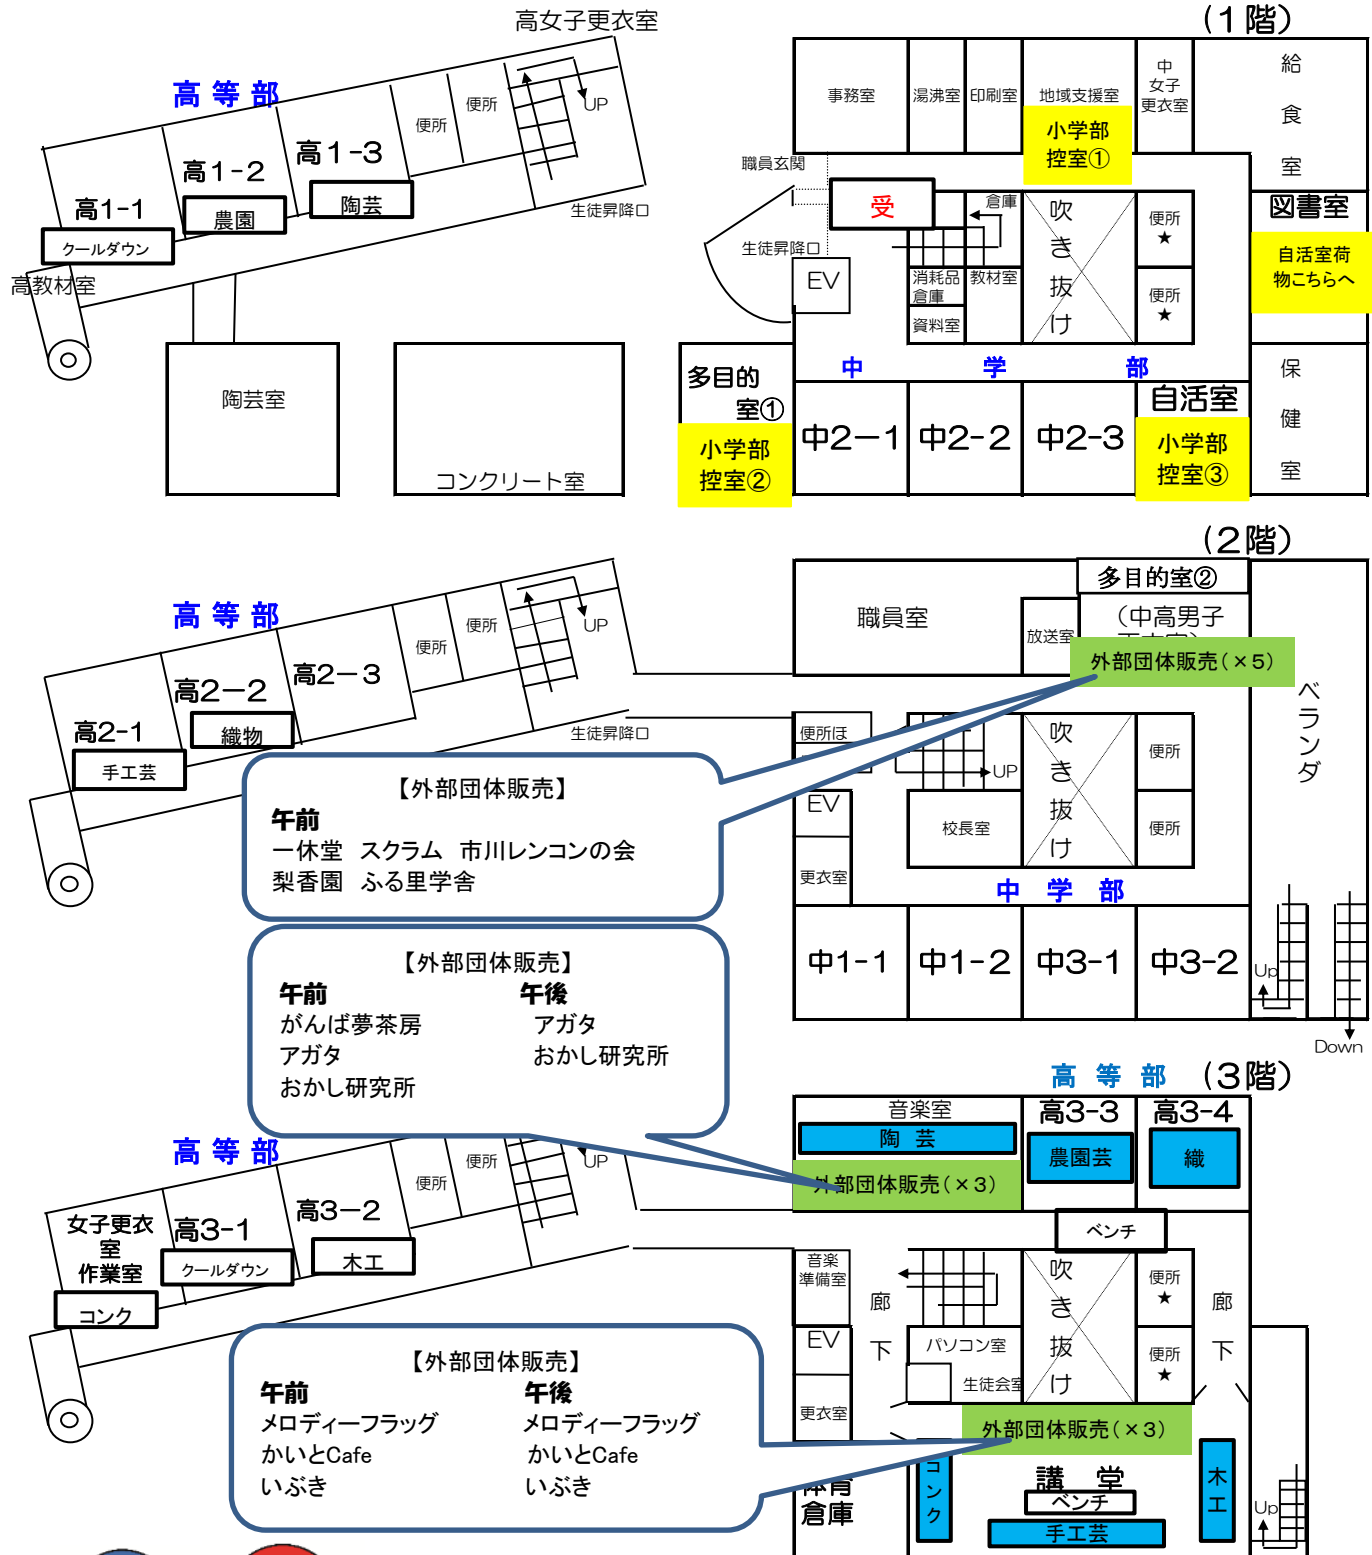 (1階)
高女子更衣室
高等部
高1-1
クールダウン
高1-2
農園
高1-3
陶芸
便所
便所
UP
生徒昇降口
高教材室
陶芸室
コンクリート室
事務室
湯沸室
印刷室
地域支援室
小学部
控室①
中
女子
更衣室
給
食
室
職員玄関
受
倉庫
生徒昇降口
EV
消耗品
倉庫
教材室
資料室
吹
き
抜
け
便所
★
便所
★
図書室
自活室荷
物こちらへ
中学部
多目的
室①
小学部
控室②
中2-1
中2-2
中2-3
自活室
小学部
控室③
保
健
室
(2階)
高等部
高2-1
手工芸
高2-2
織物
高2-3
便所
便所
UP
生徒昇降口
職員室
放送室
多目的室②
(中高男子
外部団体販売(×5)
ベランダ
便所ほ
EV
更衣室
UP
校長室
吹
き
抜
け
便所
便所
中学部
中1-1
中1-2
中3-1
中3-2
Up
Down
【外部団体販売】
午前
一休堂 スクラム 市川レンコンの会
梨香園 ふる里学舎
【外部団体販売】
午前 午後
がんば夢茶房 アガタ
アガタ おかし研究所
おかし研究所
高等部 (3階)
高等部
女子更衣
室
作業室
コンク
高3-1
クールダウン
高3-2
木工
便所
便所
UP
音楽室
陶芸
外部団体販売(×3)
高3-3
農園芸
高3-4
織
ベンチ
音楽
準備室
廊
下
EV
更衣室
パソコン室
生徒会室
吹
き
抜
け
便所
★
便所
★
廊
下
外部団体販売(×3)
【外部団体販売】
午前 午後
メロディーフラッグ メロディーフラッグ
かいとCafe かいとCafe
いぶき いぶき
体育
倉庫
コンク
講堂
ベンチ
手工芸
木工
Up